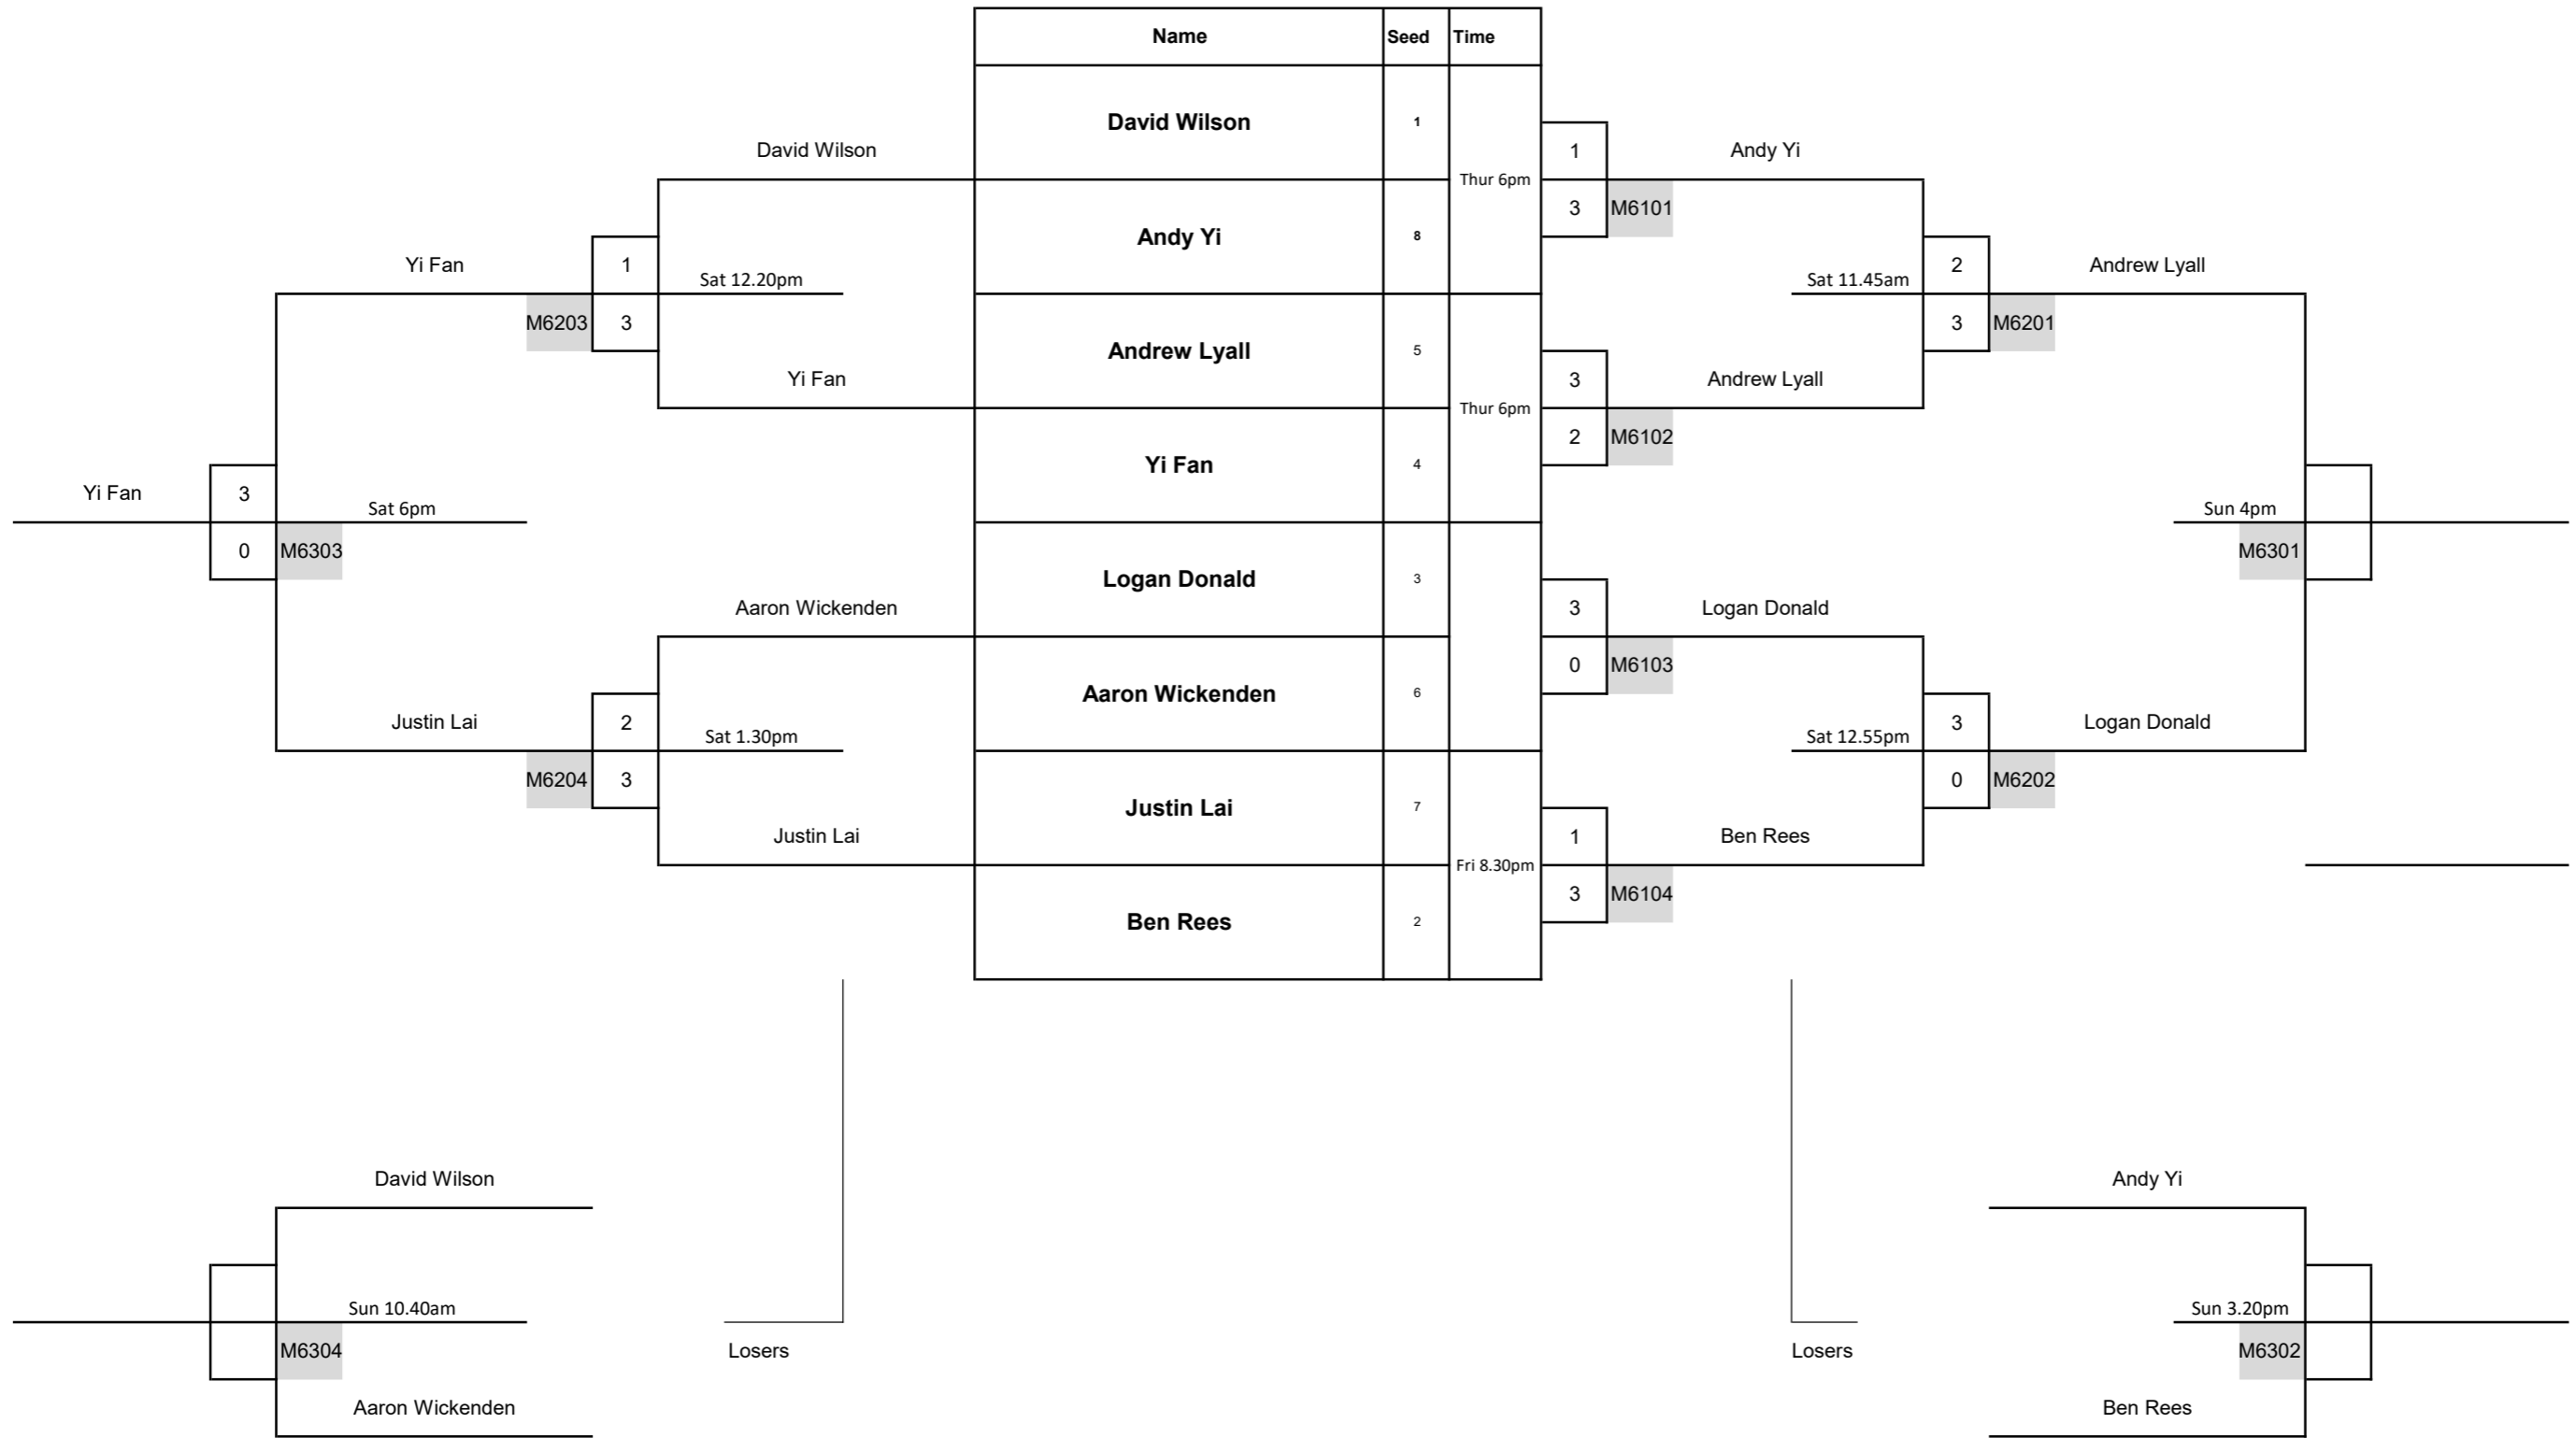 Name Seed Time
David Wilson 1
David Wilson 1 Andy Yi
Thur 6pm
3 M6101
Andy Yi 8
Yi Fan 1 Sat 12.20pm Sat 11.45am 2 Andrew Lyall
M6203 3 3 M6201
Andrew Lyall 5
Yi Fan 3 Andrew Lyall
Thur 6pm
2 M6102
Yi Fan 4
Yi Fan 3 Sat 6pm Sun 4pm
0 M6303 M6301
Logan Donald 3
Aaron Wickenden 3 Logan Donald
0 M6103
Aaron Wickenden 6
Justin Lai 2 Sat 1.30pm Sat 12.55pm 3 Logan Donald
M6204 3 0 M6202
Justin Lai 7
Justin Lai 1 Ben Rees
Fri 8.30pm
3 M6104
Ben Rees 2
David Wilson Andy Yi
Sun 10.40am Sun 3.20pm
M6304 Losers Losers M6302
Aaron Wickenden Ben Rees